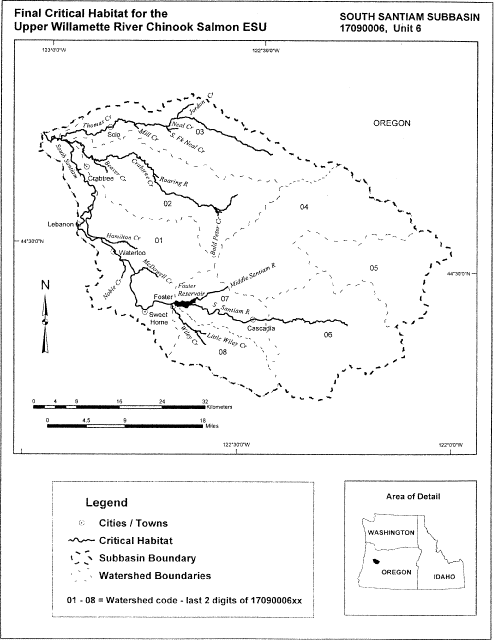 Final Critical Habitat for the
Upper Willamette River Chinook Salmon ESU
SOUTH SANTIAM SUBBASIN
17090006, Unit 6
123°0'0"W
122°30'0"W
OREGON
Jordan Cr
Thomas Cr
Neal Cr
03
Scio
Mill Cr
S Fk Neal Cr
South Santiam
Crabtree
Beaver Cr
Crabtree Cr
Roaring R
02
04
Bald Peter Cr
Lebanon
Hamilton Cr
01
44°30'0"N
Waterloo
McDowell Cr
Noble Cr
05
44°30'0"N
Foster
Reservoir
Middle Santiam R
Foster
07
S Santiam R
Sweet
Home
Cascadia
06
Wiley Cr
Little Wiley Cr
08
N
0 4 8 16 24 32
Kilometers
0 4.5 9 18
Miles
122°30'0"W
122°0'0"W
Legend
Cities / Towns
Critical Habitat
Subbasin Boundary
Watershed Boundaries
01 - 08 = Watershed code - last 2 digits of 17090006xx
Area of Detail
WASHINGTON
OREGON
IDAHO